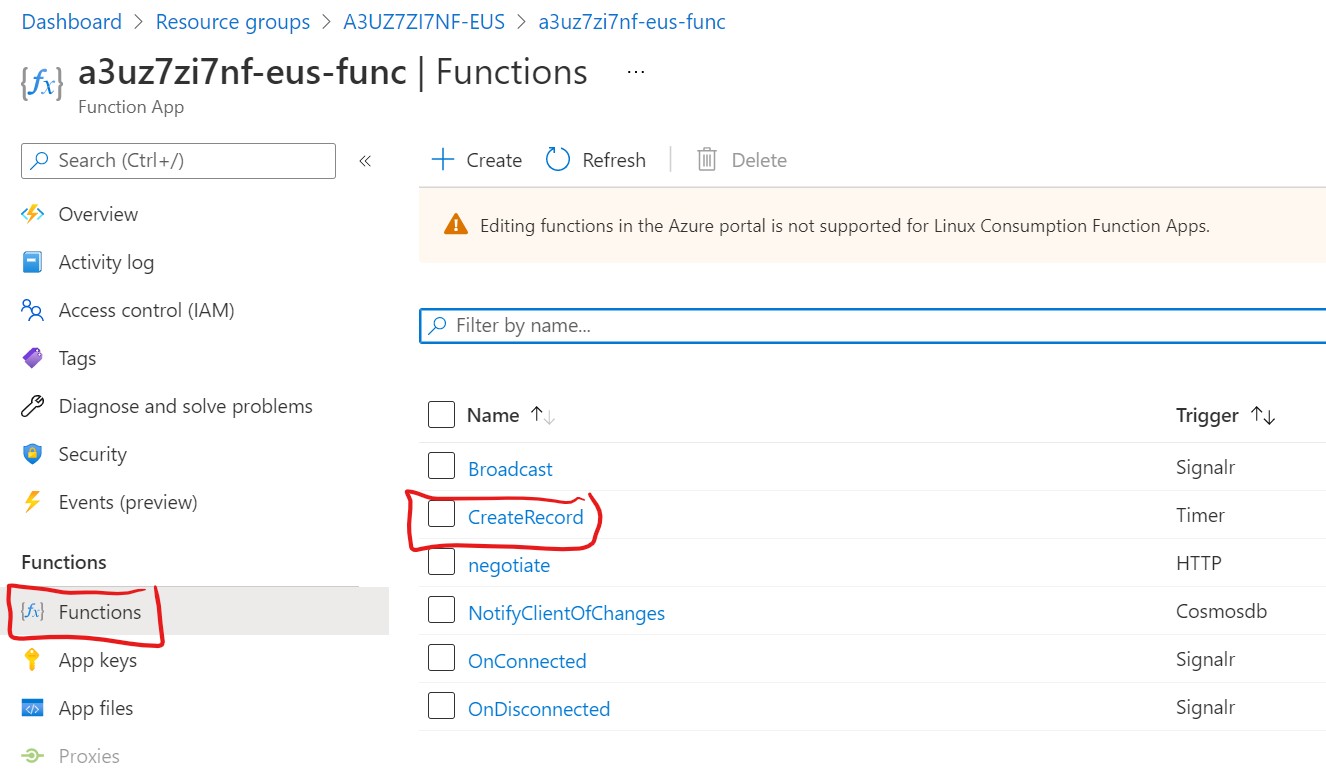 Dashboard > Resource groups > A3UZ7ZI7NF-EUS > a3uz7zi7nf-eus-func
{fx} a3uz7zi7nf-eus-func | Functions ...
Function App
Search (Ctrl+/) «
Overview
Activity log
Access control (IAM)
Tags
Diagnose and solve problems
Security
Events (preview)
Functions
{fx} Functions
App keys
App files
Proxies
+ Create Refresh | Delete
Editing functions in the Azure portal is not supported for Linux Consumption Function Apps.
Filter by name...
Name ↑↓ Trigger ↑↓
Broadcast Signalr
CreateRecord Timer
negotiate HTTP
NotifyClientOfChanges Cosmosdb
OnConnected Signalr
OnDisconnected Signalr